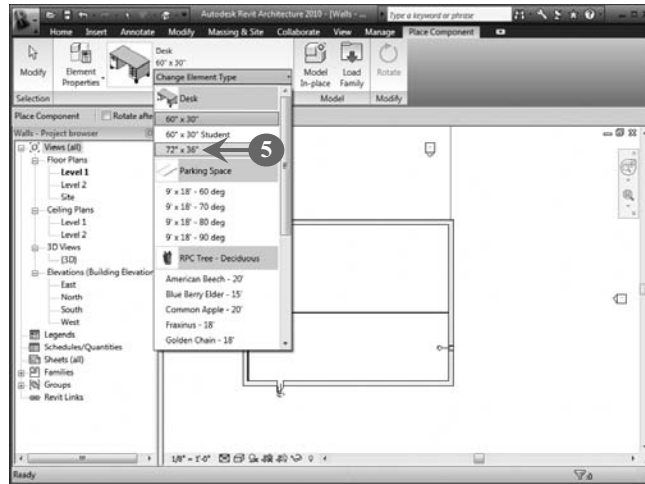 Autodesk Revit Architecture 2010 - [Walls - ...
Type a keyword or phrase
Home Insert Annotate Modify Massing & Site Collaborate View Manage Place Component
Modify
Element
Properties
Desk
60" x 30"
Change Element Type
Model
In-place
Load
Family
Rotate
Selection
Model
Modify
Place Component
Rotate afte
Walls - Project browser
Views (all)
Floor Plans
Level 1
Level 2
Site
Ceiling Plans
Level 1
Level 2
3D Views
{3D}
Elevations (Building Elevation
East
North
South
West
Legends
Schedules/Quantities
Sheets (all)
Families
Groups
Revit Links
Desk
60" x 30"
60" x 30" Student
72" x 36"
5
Parking Space
9' x 18' - 60 deg
9' x 18' - 70 deg
9' x 18' - 80 deg
9' x 18' - 90 deg
RPC Tree - Deciduous
American Beech - 20'
Blue Berry Elder - 15'
Common Apple - 20'
Fraxinus - 18'
Golden Chain - 18'
1/8" = 1'-0"
Ready
:0